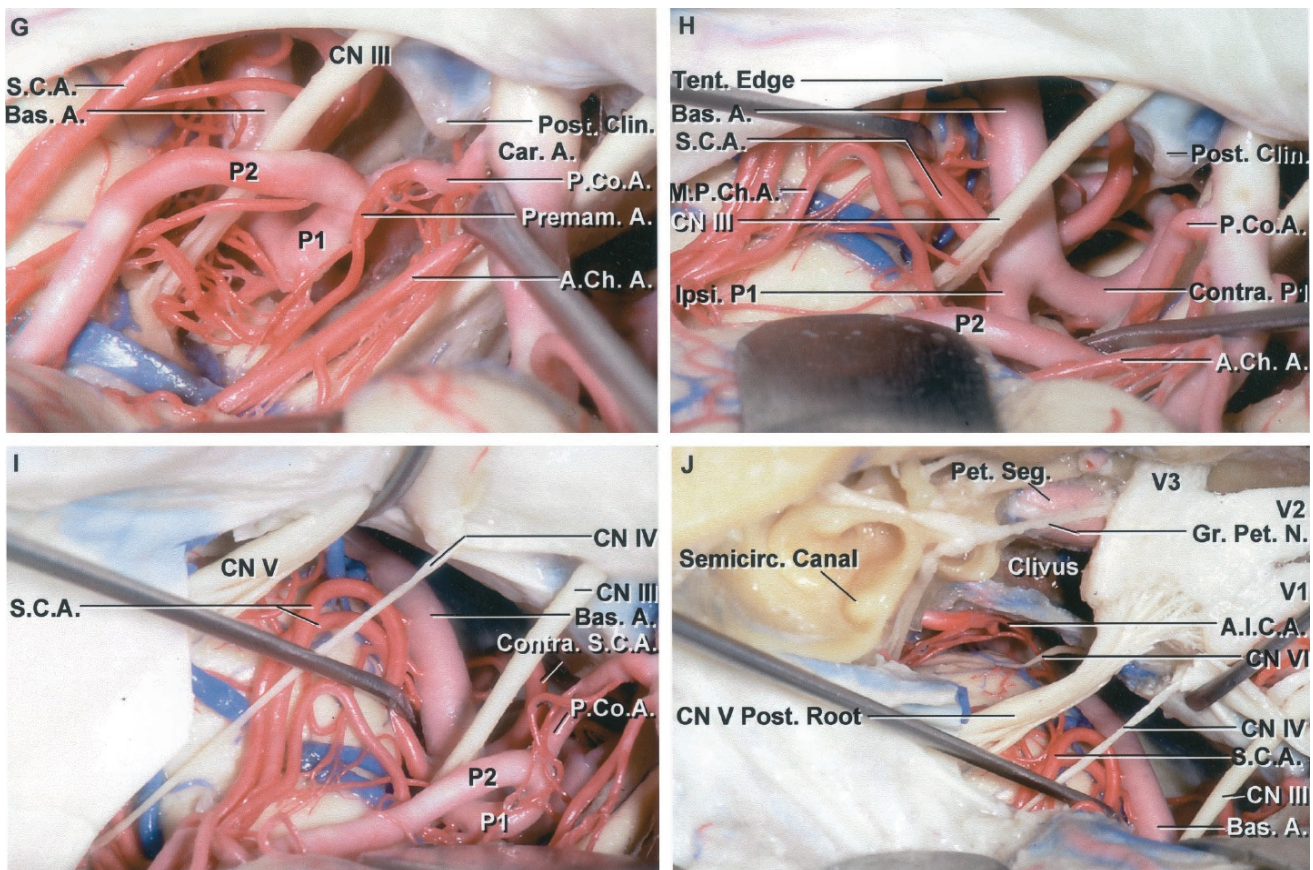 G
CN III
S.C.A.
Bas. A.
Post. Clin.
Car. A.
P2
P.Co.A.
Premam. A.
P1
A.Ch. A.
H
Tent. Edge
Bas. A.
S.C.A.
Post. Clin.
M.P.Ch.A.
CN III
P.Co.A.
Ipsi. P1
Contra. P1
P2
A.Ch. A.
I
CN IV
CN V
CN III
S.C.A.
Bas. A.
Contra. S.C.A.
P.Co.A.
P2
P1
J
Pet. Seg.
V3
V2
Gr. Pet. N.
Semicirc. Canal
Clivus
V1
A.I.C.A.
CN VI
CN V Post. Root
CN IV
S.C.A.
CN III
Bas. A.